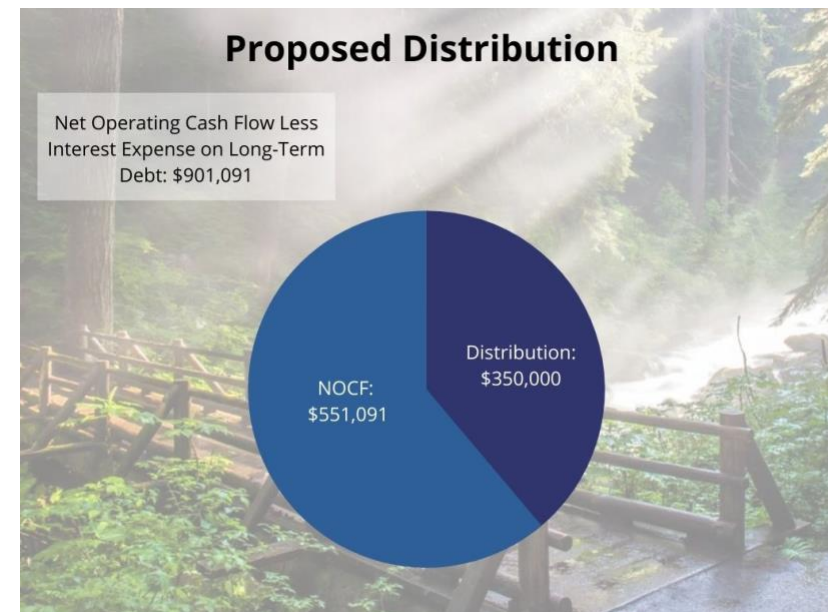 Proposed Distribution
Net Operating Cash Flow Less
Interest Expense on Long-Term
Debt: $901,091
Distribution:
$350,000
NOCF:
$551,091